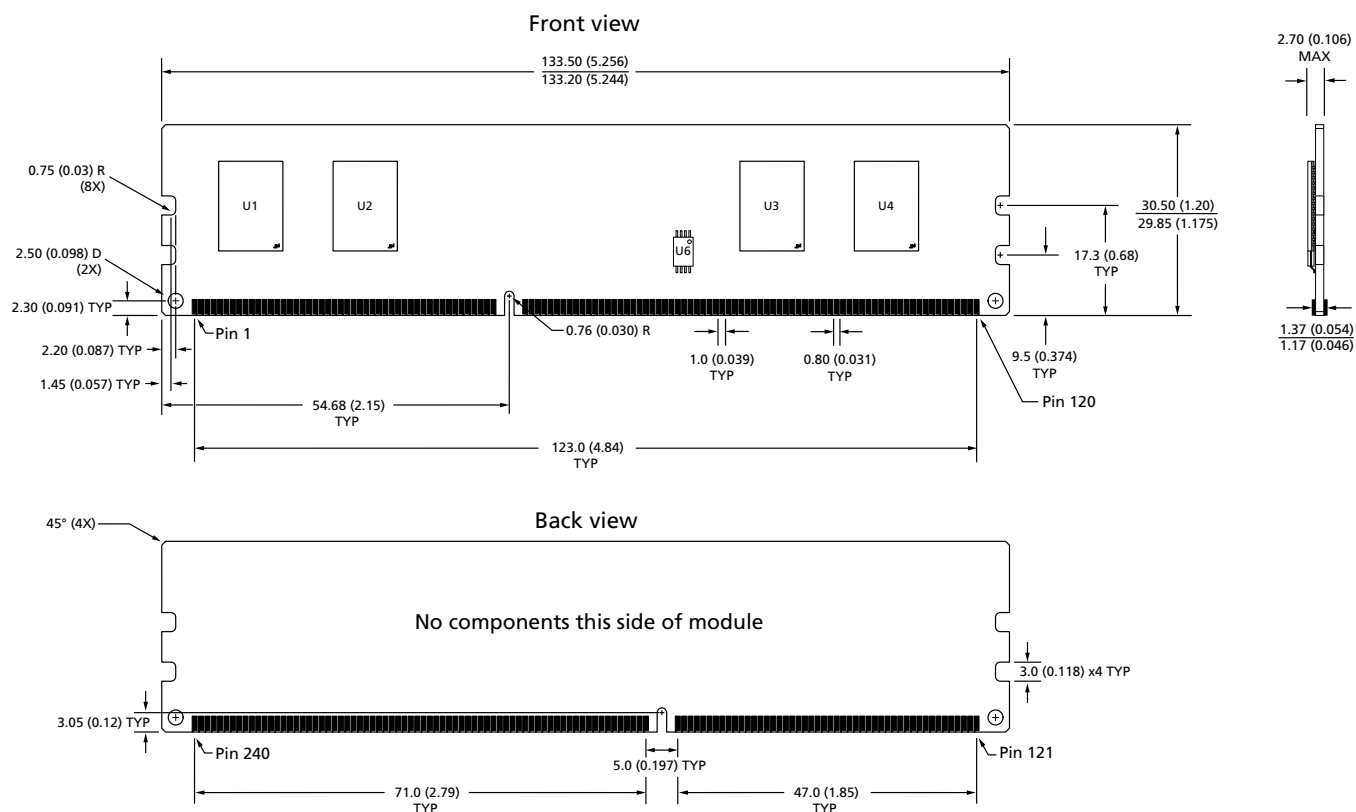 Front view
133.50 (5.256)
133.20 (5.244)
2.70 (0.106)
MAX
0.75 (0.03) R
(8X)
U1
U2
U3
U4
U6
30.50 (1.20)
29.85 (1.175)
17.3 (0.68)
TYP
2.50 (0.098) D
(2X)
2.30 (0.091) TYP
Pin 1
0.76 (0.030) R
2.20 (0.087) TYP
1.0 (0.039)
TYP
0.80 (0.031)
TYP
9.5 (0.374)
TYP
1.37 (0.054)
1.17 (0.046)
1.45 (0.057) TYP
54.68 (2.15)
TYP
Pin 120
123.0 (4.84)
TYP
Back view
45° (4X)
No components this side of module
3.0 (0.118) x4 TYP
3.05 (0.12) TYP
Pin 240
5.0 (0.197) TYP
Pin 121
71.0 (2.79)
TYP
47.0 (1.85)
TYP